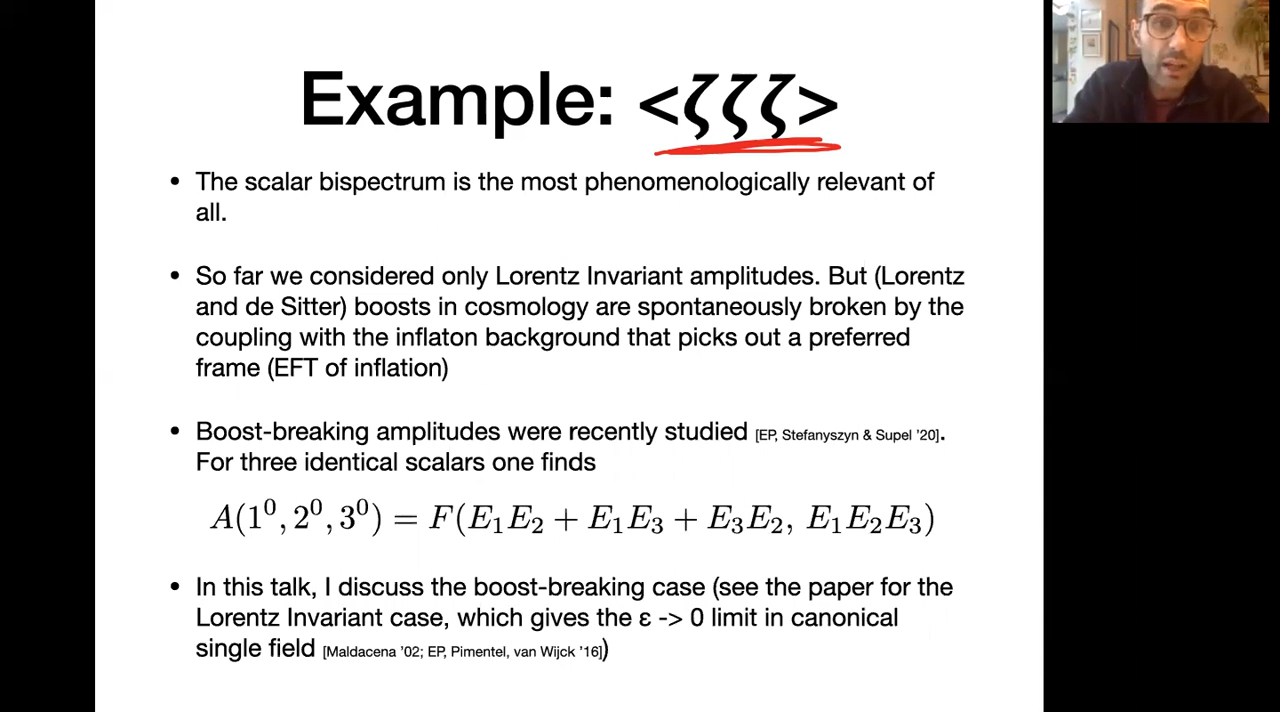 Example: <ζζζ>
• The scalar bispectrum is the most phenomenologically relevant of
all.
• So far we considered only Lorentz Invariant amplitudes. But (Lorentz
and de Sitter) boosts in cosmology are spontaneously broken by the
coupling with the inflaton background that picks out a preferred
frame (EFT of inflation)
• Boost-breaking amplitudes were recently studied [EP, Stefanyszyn & Supel '20].
For three identical scalars one finds
A(1⁰, 2⁰, 3⁰) = F(E₁E₂ + E₁E₃ + E₃E₂, E₁E₂E₃)
• In this talk, I discuss the boost-breaking case (see the paper for the
Lorentz Invariant case, which gives the ε -> 0 limit in canonical
single field [Maldacena '02; EP, Pimentel, van Wijck '16])